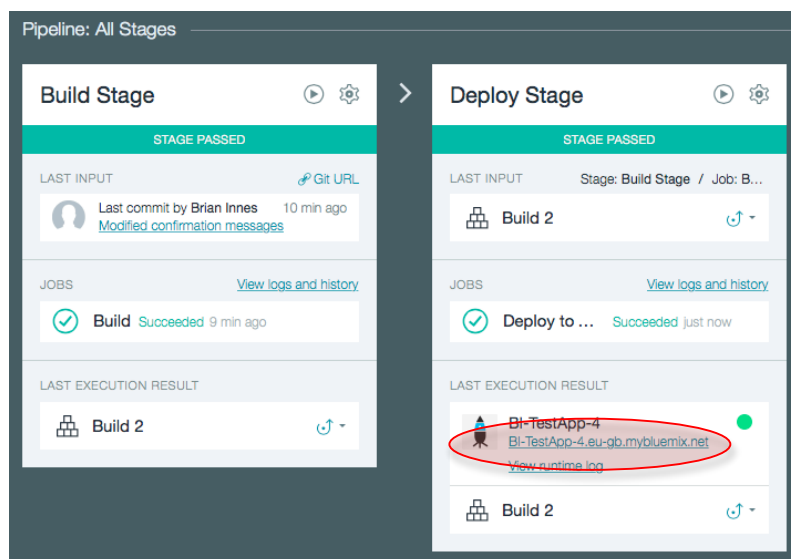 Pipeline: All Stages
Build Stage
STAGE PASSED
LAST INPUT Git URL
Last commit by Brian Innes 10 min ago
Modified confirmation messages
JOBS View logs and history
Build Succeeded 9 min ago
LAST EXECUTION RESULT
Build 2
Deploy Stage
STAGE PASSED
LAST INPUT Stage: Build Stage / Job: B...
Build 2
JOBS View logs and history
Deploy to ... Succeeded just now
LAST EXECUTION RESULT
BI-TestApp-4
BI-TestApp-4.eu-gb.mybluemix.net
View runtime log
Build 2